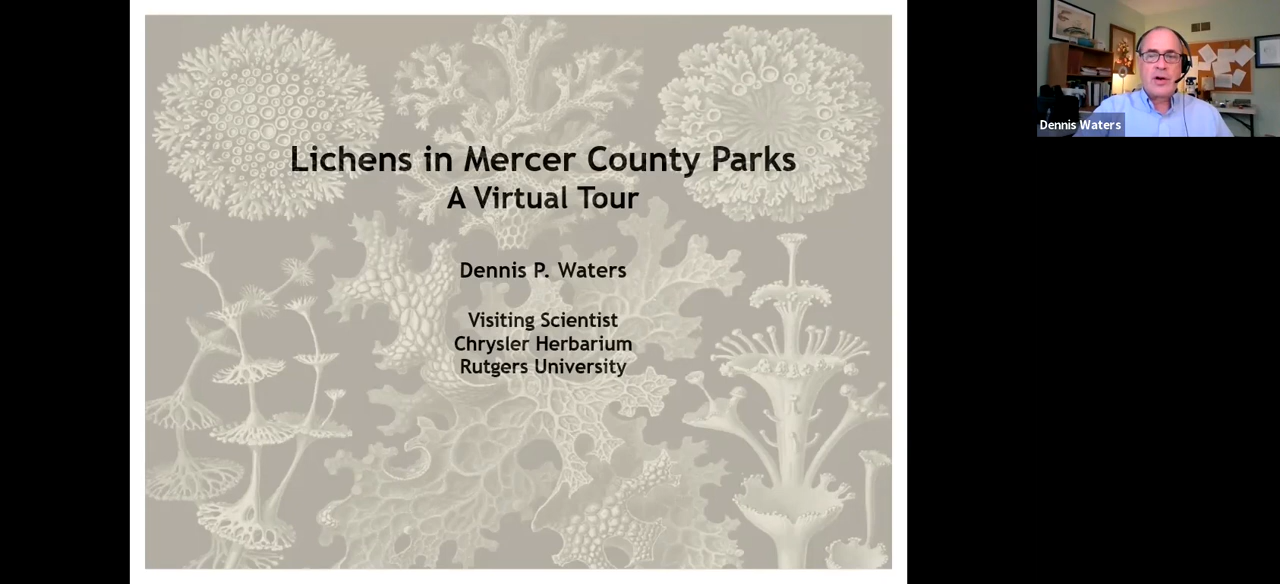 Lichens in Mercer County Parks
A Virtual Tour
Dennis P. Waters
Visiting Scientist
Chrysler Herbarium
Rutgers University
Dennis Waters